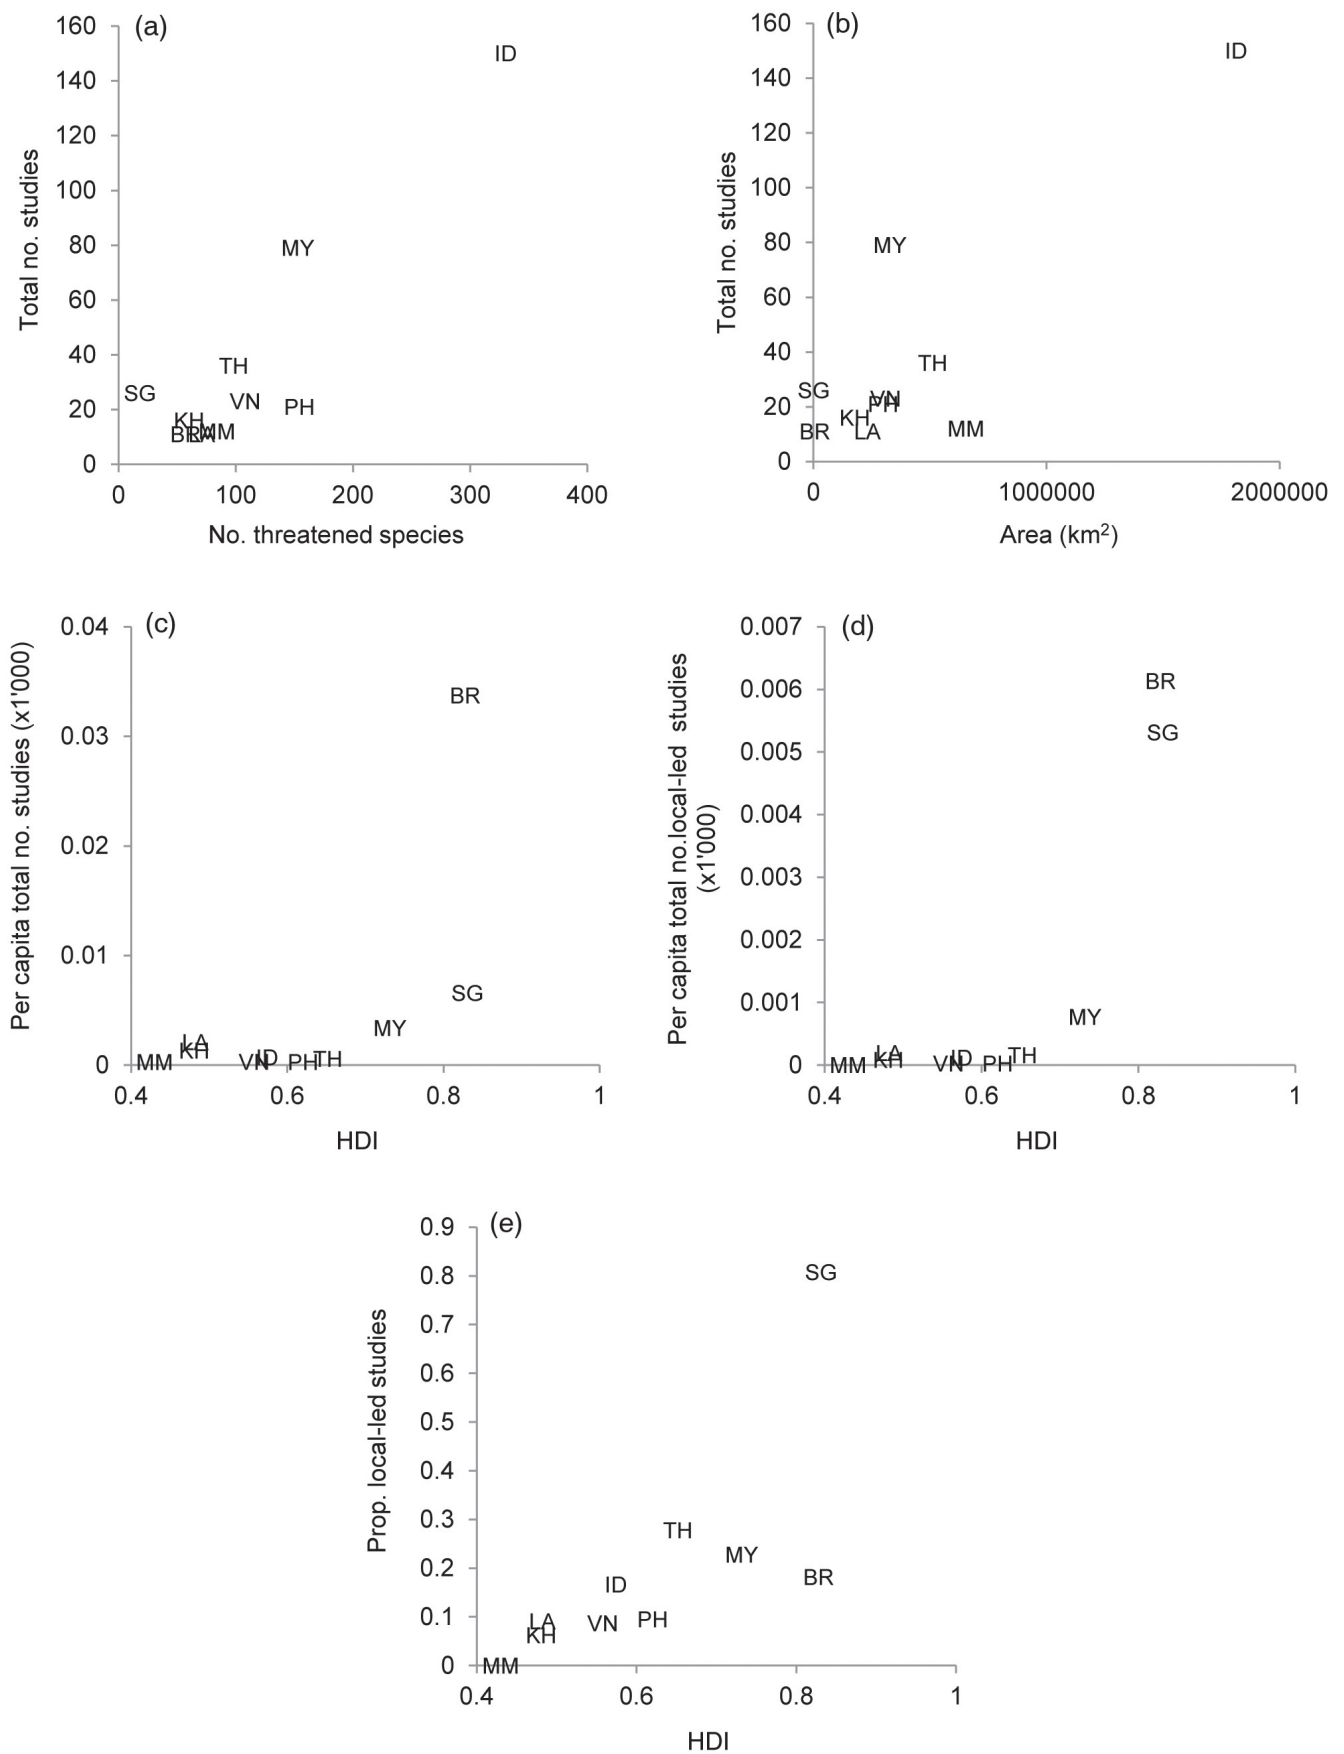 (a)
160
140
120
100
80
60
40
20
0
Total no. studies
ID
MY
TH
SG
VN
PH
KH
BR
LA
MM
0 100 200 300 400
No. threatened species
(b)
160
140
120
100
80
60
40
20
0
Total no. studies
ID
MY
TH
SG
VN
PH
KH
BR
LA
MM
0 1000000 2000000
Area (km²)
(c)
0.04
0.03
0.02
0.01
0
Per capita total no. studies (x1'000)
BR
SG
MY
LA
KH
MM
VN
ID
PH
TH
0.4 0.6 0.8 1
HDI
(d)
0.007
0.006
0.005
0.004
0.003
0.002
0.001
0
Per capita total no.local-led studies
(x1'000)
BR
SG
MY
LA
KH
MM
VN
ID
PH
TH
0.4 0.6 0.8 1
HDI
(e)
0.9
0.8
0.7
0.6
0.5
0.4
0.3
0.2
0.1
0
Prop. local-led studies
SG
TH
MY
BR
ID
LA
KH
VN
PH
MM
0.4 0.6 0.8 1
HDI